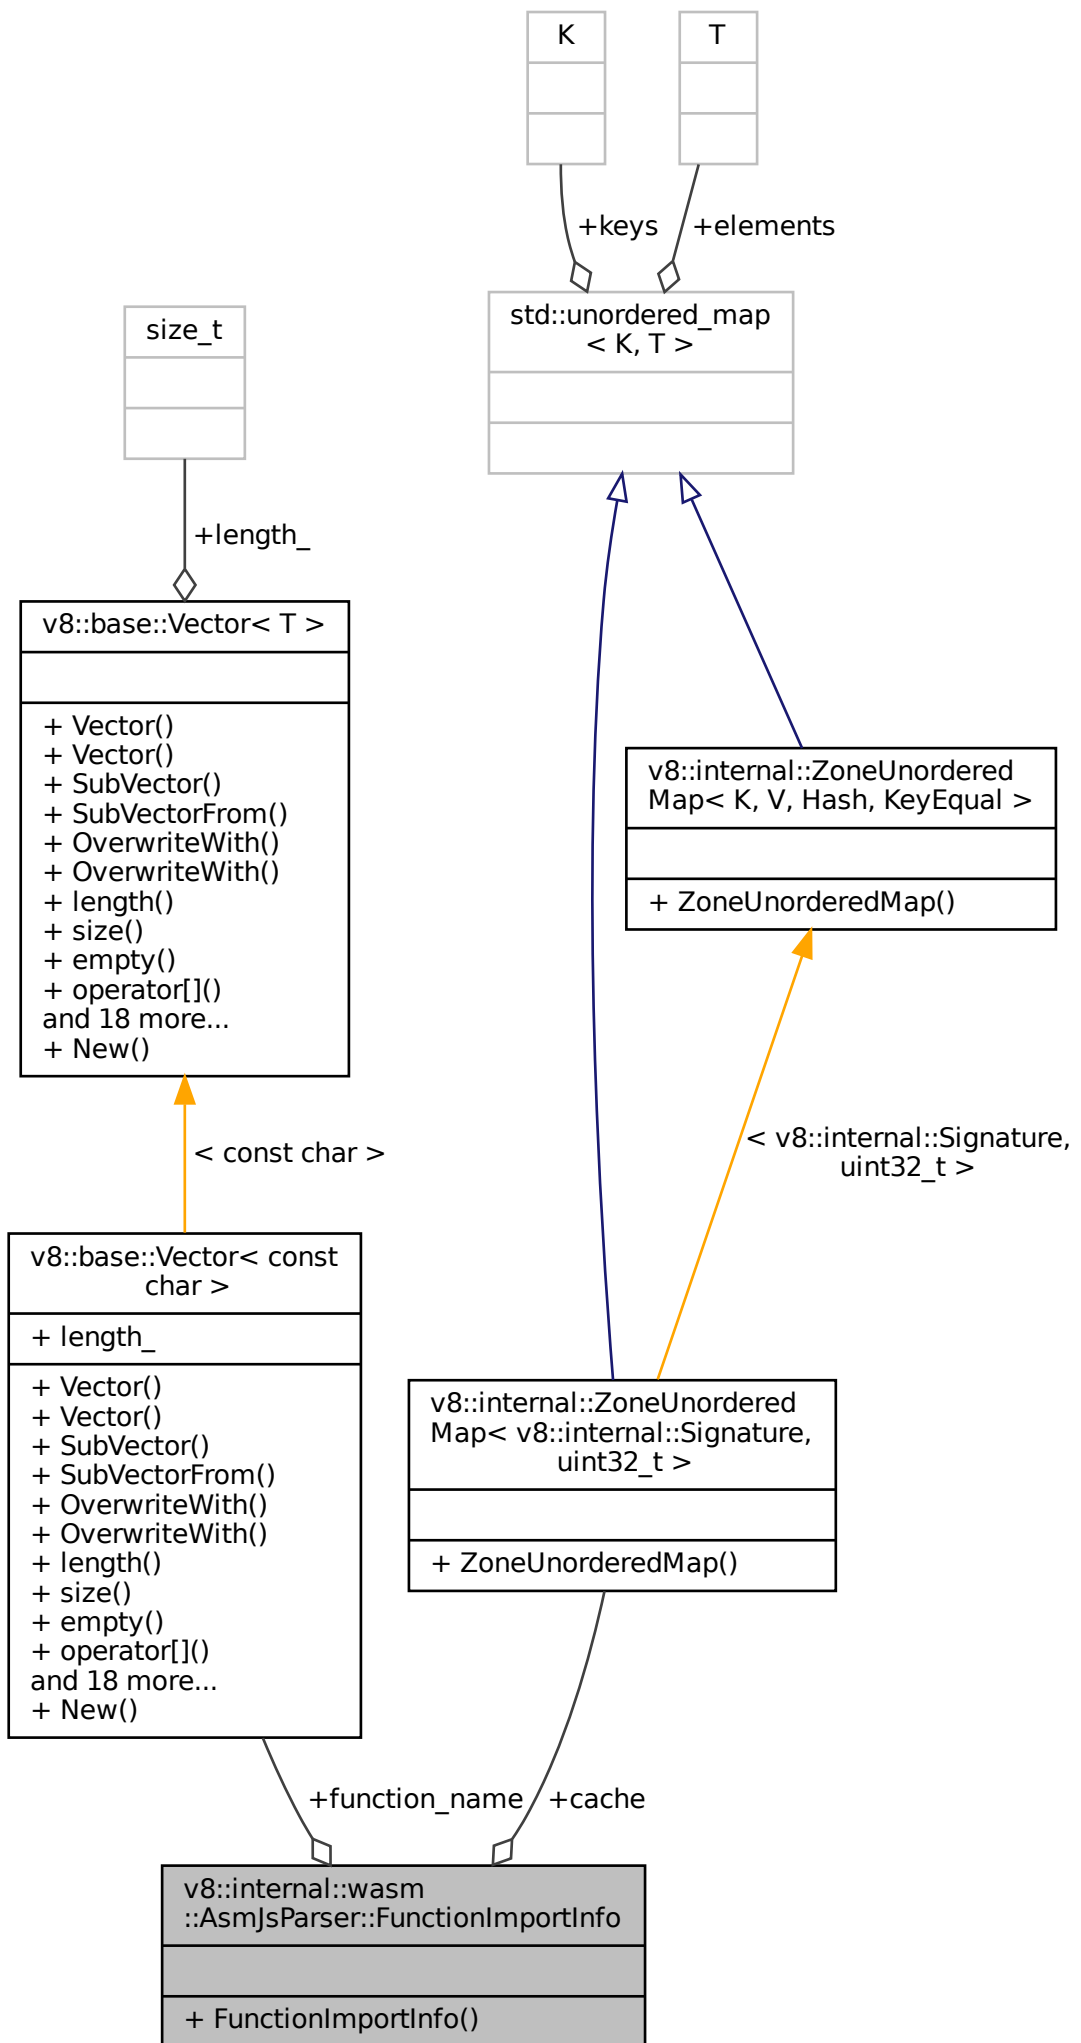 K
T
+keys
+elements
std::unordered_map
< K, T >
size_t
+length_
v8::base::Vector< T >
+ Vector()
+ Vector()
+ SubVector()
+ SubVectorFrom()
+ OverwriteWith()
+ OverwriteWith()
+ length()
+ size()
+ empty()
+ operator[]()
and 18 more...
+ New()
v8::internal::ZoneUnordered
Map< K, V, Hash, KeyEqual >
+ ZoneUnorderedMap()
< const char >
< v8::internal::Signature,
uint32_t >
v8::base::Vector< const
char >
+ length_
+ Vector()
+ Vector()
+ SubVector()
+ SubVectorFrom()
+ OverwriteWith()
+ OverwriteWith()
+ length()
+ size()
+ empty()
+ operator[]()
and 18 more...
+ New()
v8::internal::ZoneUnordered
Map< v8::internal::Signature,
uint32_t >
+ ZoneUnorderedMap()
+function_name
+cache
v8::internal::wasm
::AsmJsParser::FunctionImportInfo
+ FunctionImportInfo()